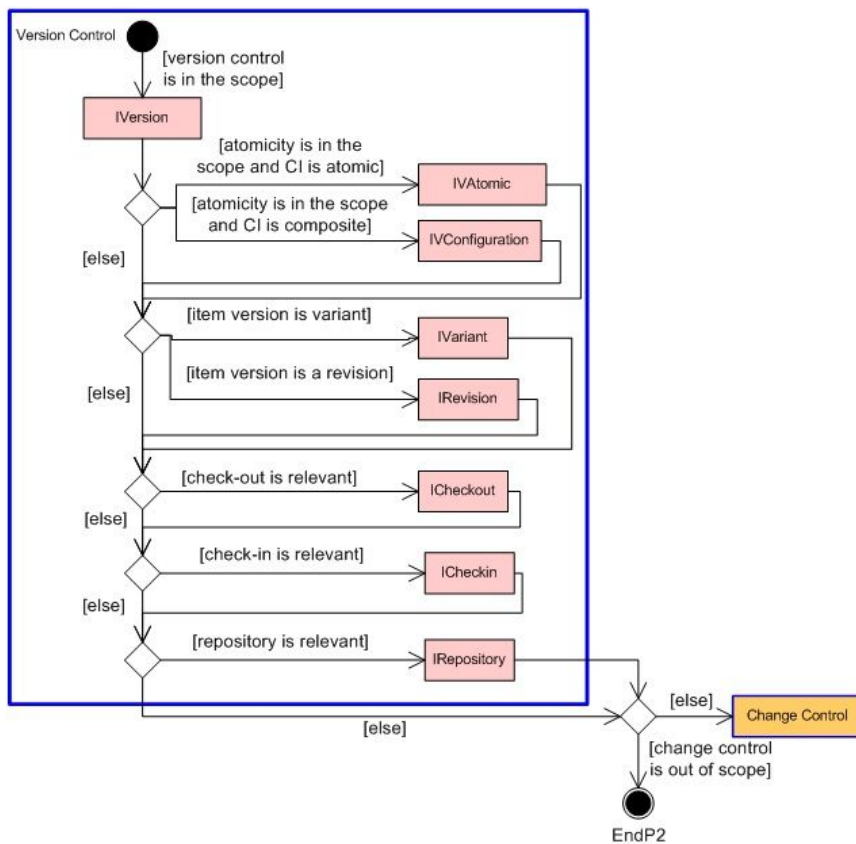 Version Control
[version control
is in the scope]
IVersion
[atomicity is in the
scope and CI is atomic]
IVAtomic
[atomicity is in the scope
and CI is composite]
IVConfiguration
[else]
[item version is variant]
IVariant
[item version is a revision]
[else]
IRevision
[check-out is relevant]
ICheckout
[else]
[check-in is relevant]
ICheckin
[else]
[repository is relevant]
IRepository
[else]
[else]
Change Control
[change control
is out of scope]
EndP2